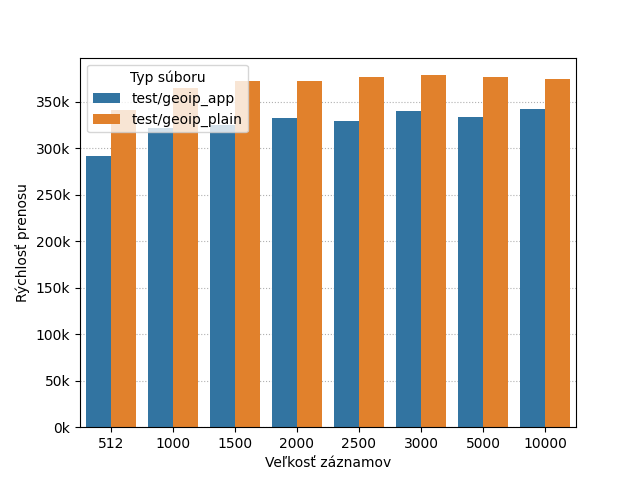 Typ súboru
test/geoip_app
test/geoip_plain
Rýchlosť prenosu
350k
300k
250k
200k
150k
100k
50k
0k
512 1000 1500 2000 2500 3000 5000 10000
Veľkosť záznamov